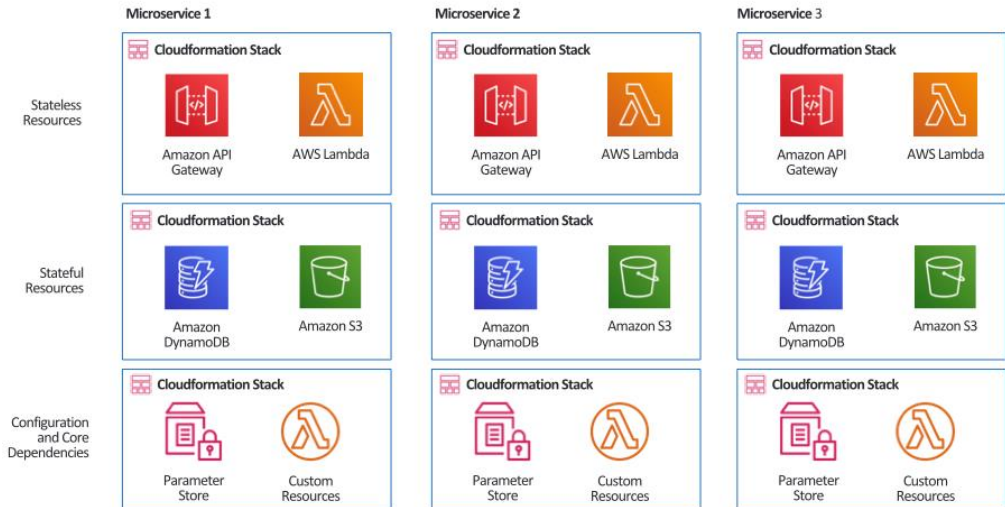 Microservice 1
Microservice 2
Microservice 3
Stateless
Resources
Cloudformation Stack
Amazon API
Gateway
AWS Lambda
Cloudformation Stack
Amazon API
Gateway
AWS Lambda
Cloudformation Stack
Amazon API
Gateway
AWS Lambda
Stateful
Resources
Cloudformation Stack
Amazon
DynamoDB
Amazon S3
Cloudformation Stack
Amazon
DynamoDB
Amazon S3
Cloudformation Stack
Amazon
DynamoDB
Amazon S3
Configuration
and Core
Dependencies
Cloudformation Stack
Parameter
Store
Custom
Resources
Cloudformation Stack
Parameter
Store
Custom
Resources
Cloudformation Stack
Parameter
Store
Custom
Resources